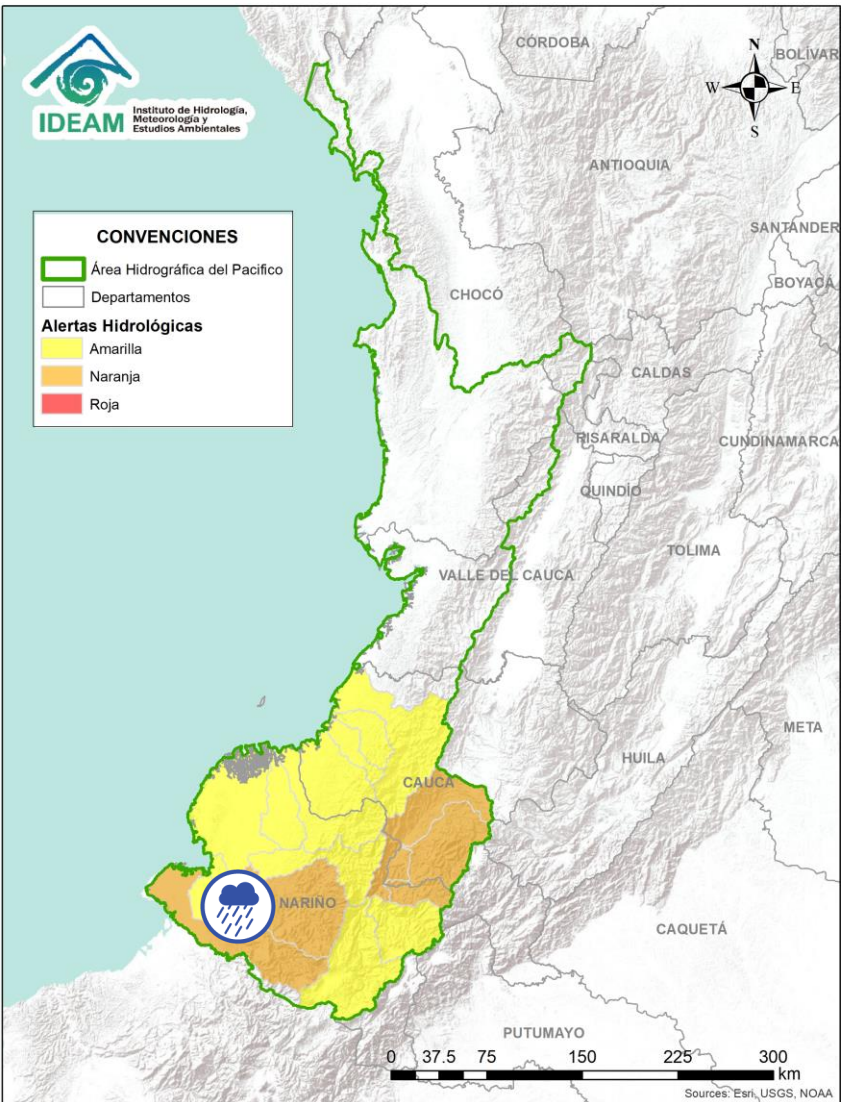 IDEAM
Instituto de Hidrología,
Meteorología y
Estudios Ambientales
N
W
E
S
CONVENCIONES
Área Hidrográfica del Pacifico
Departamentos
Alertas Hidrológicas
Amarilla
Naranja
Roja
CÓRDOBA
BOLÍVAR
ANTIOQUIA
SANTANDER
BOYACÁ
CHOCÓ
CALDAS
RISARALDA
CUNDINAMARCA
QUINDÍO
TOLIMA
VALLE DEL CAUCA
META
HUILA
CAUCA
NARIÑO
CAQUETÁ
PUTUMAYO
0 37.5 75 150 225 300
km
Sources: Esri, USGS, NOAA